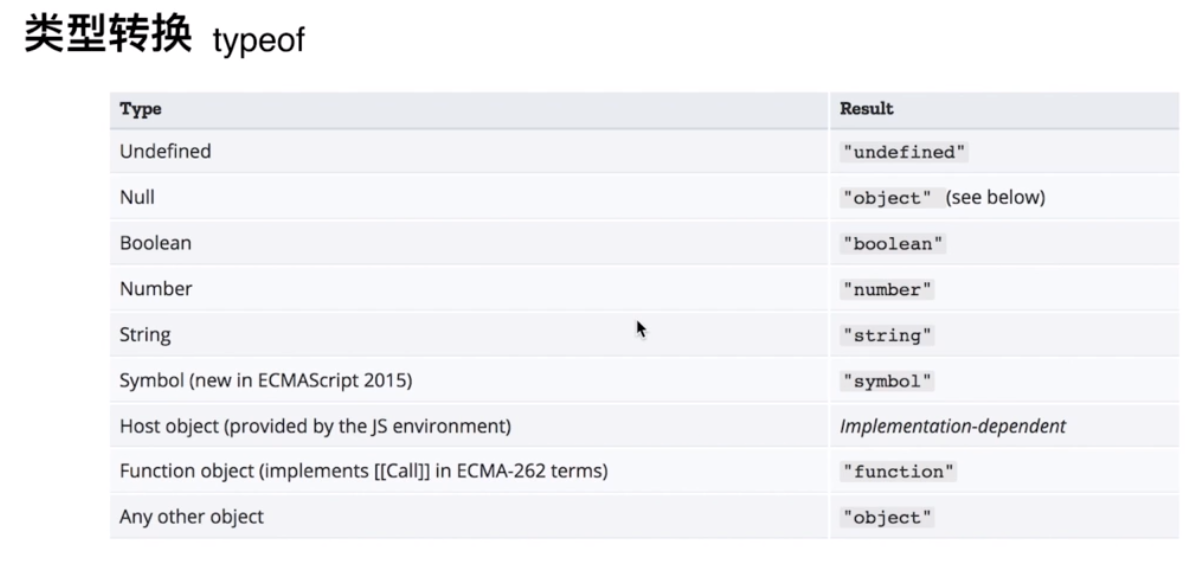 类型转换 typeof
Type Result
Undefined "undefined"
Null "object" (see below)
Boolean "boolean"
Number "number"
String "string"
Symbol (new in ECMAScript 2015) "symbol"
Host object (provided by the JS environment) Implementation-dependent
Function object (implements [[Call]] in ECMA-262 terms) "function"
Any other object "object"